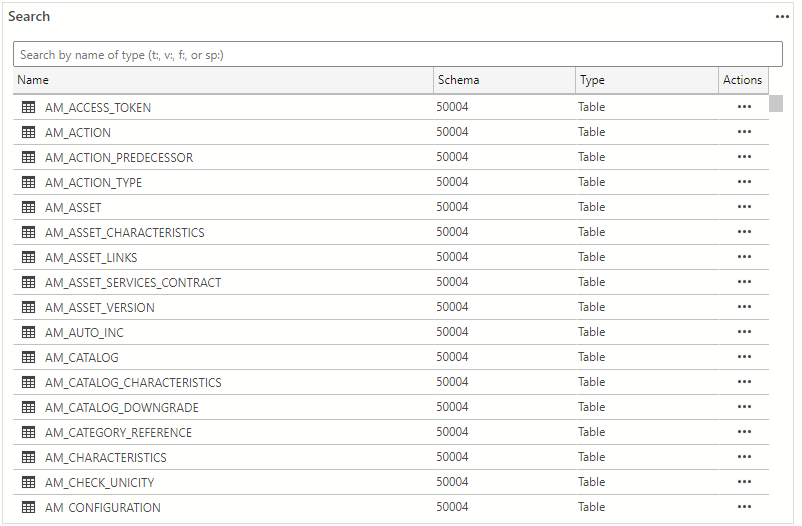 Search
Search by name of type (t:, v:, f:, or sp:)
Name Schema Type Actions
AM_ACCESS_TOKEN 50004 Table
AM_ACTION 50004 Table
AM_ACTION_PREDECESSOR 50004 Table
AM_ACTION_TYPE 50004 Table
AM_ASSET 50004 Table
AM_ASSET_CHARACTERISTICS 50004 Table
AM_ASSET_LINKS 50004 Table
AM_ASSET_SERVICES_CONTRACT 50004 Table
AM_ASSET_VERSION 50004 Table
AM_AUTO_INC 50004 Table
AM_CATALOG 50004 Table
AM_CATALOG_CHARACTERISTICS 50004 Table
AM_CATALOG_DOWNGRADE 50004 Table
AM_CATEGORY_REFERENCE 50004 Table
AM_CHARACTERISTICS 50004 Table
AM_CHECK_UNICITY 50004 Table
AM_CONFIGURATION 50004 Table